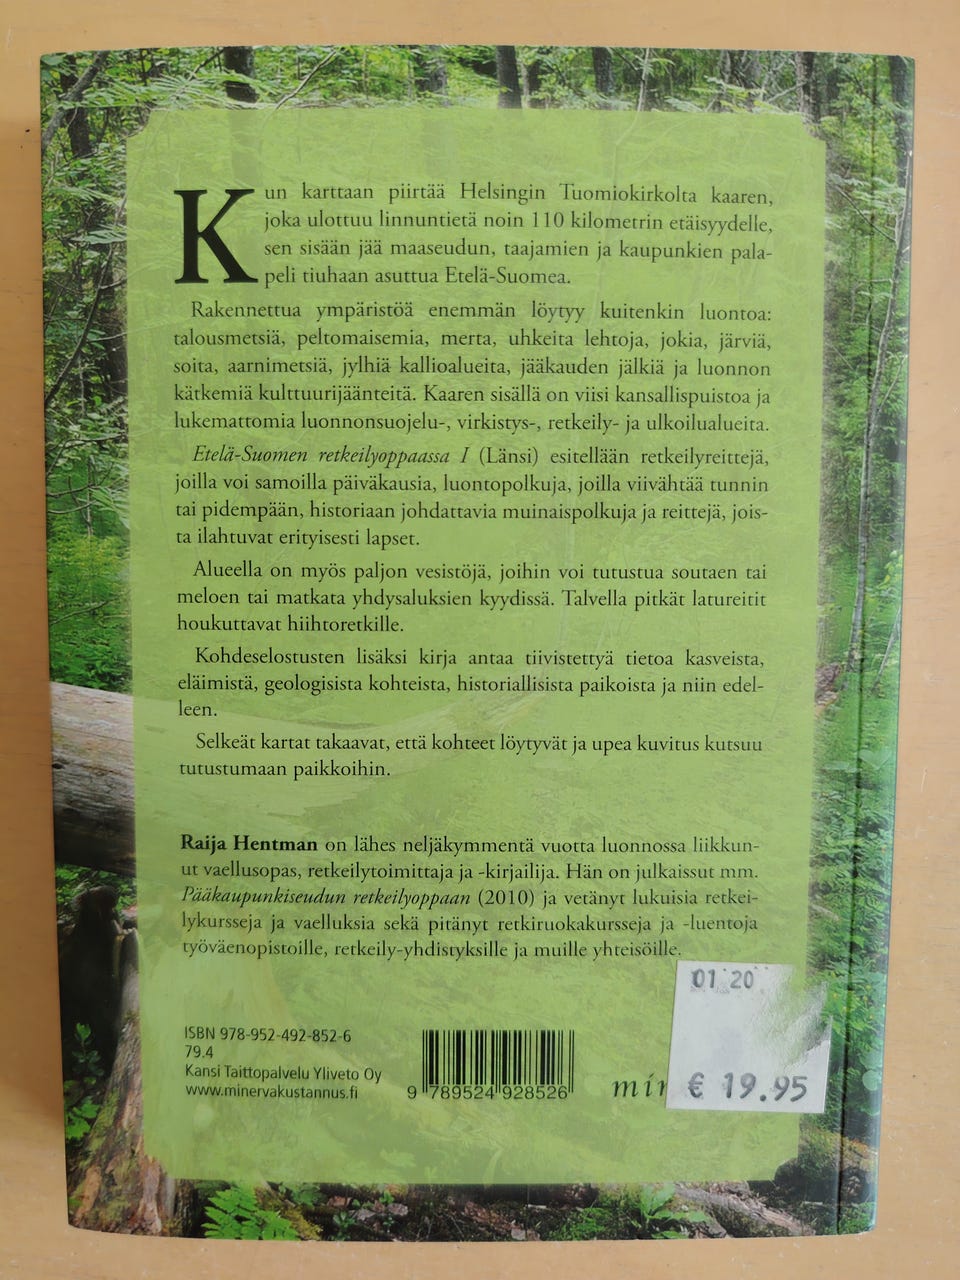 Kun karttaan piirtää Helsingin Tuomiokirkolta kaaren,
joka ulottuu linnuntietä noin 110 kilometrin etäisyydelle,
sen sisään jää maaseudun, taajamien ja kaupunkien pala-
peli tiuhaan asuttua Etelä-Suomea.
Rakennettua ympäristöä enemmän löytyy kuitenkin luontoa:
talousmetsiä, peltomaisemia, merta, uhkeita lehtoja, jokia, järviä,
soita, aarnimetsiä, jylhiä kallioalueita, jääkauden jälkiä ja luonnon
kätkemiä kulttuurijäänteitä. Kaaren sisällä on viisi kansallispuistoa ja
lukemattomia luonnonsuojelu-, virkistys-, retkeily- ja ulkoilualueita.
Etelä-Suomen retkeilyoppaassa I (Länsi) esitellään retkeilyreittejä,
joilla voi samoilla päiväkausia, luontopolkuja, joilla viivähtää tunnin
tai pidempään, historiaan johdattavia muinaispolkuja ja reittejä, jois-
ta ilahtuvat erityisesti lapset.
Alueella on myös paljon vesistöjä, joihin voi tutustua soutaen tai
meloen tai matkata yhdysaluksien kyydissä. Talvella pitkät latureitit
houkuttavat hiihtoretkille.
Kohdeselostusten lisäksi kirja antaa tiivistettyä tietoa kasveista,
eläimistä, geologisista kohteista, historiallisista paikoista ja niin edel-
leen.
Selkeät kartat takaavat, että kohteet löytyvät ja upea kuvitus kutsuu
tutustumaan paikkoihin.
Raija Hentman on lähes neljäkymmentä vuotta luonnossa liikkun-
ut vaellusopas, retkeilytoimittaja ja -kirjailija. Hän on julkaissut mm.
Pääkaupunkiseudun retkeilyoppaan (2010) ja vetänyt lukuisia retkei-
lykursseja ja vaelluksia sekä pitänyt retkiruokakursseja ja -luentoja
työväenopistoille, retkeily-yhdistyksille ja muille yhteisöille.
01 20
ISBN 978-952-492-852-6
79.4
Kansi Taittopalvelu Yliveto Oy
www.minervakustannus.fi
9 789524 928526
€ 19.95